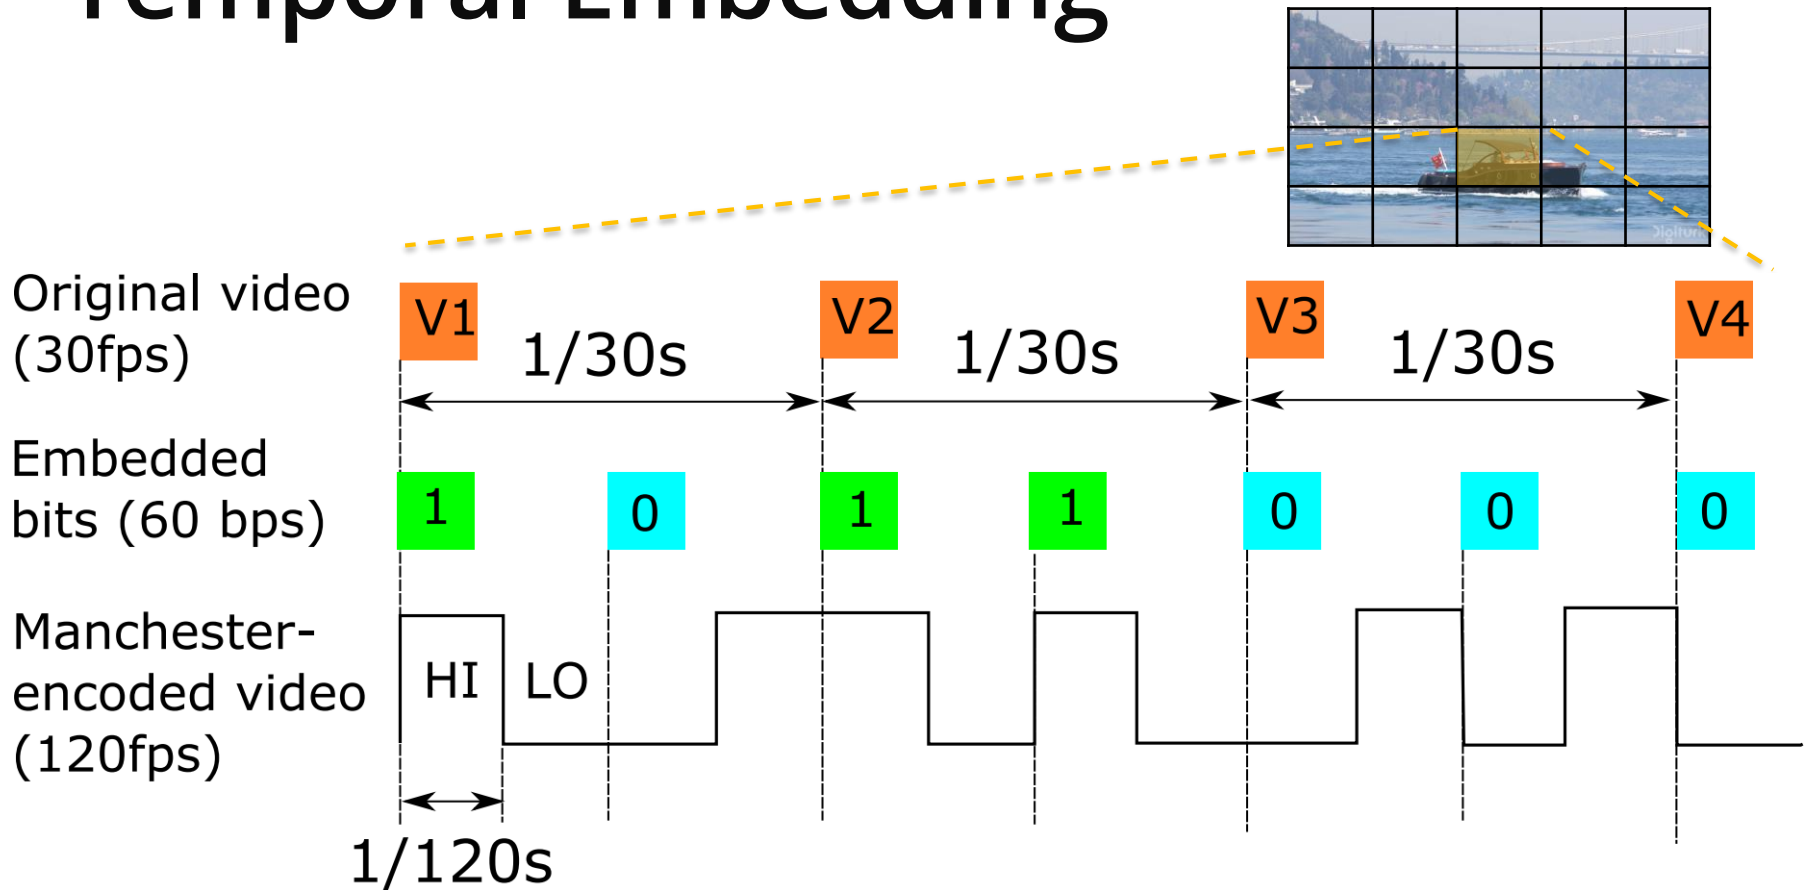 Temporal Embedding
Digiturk
Original video
(30fps)
V1
V2
V3
V4
1/30s
1/30s
1/30s
Embedded
bits (60 bps)
1
0
1
1
0
0
0
Manchester-
encoded video
(120fps)
HI
LO
1/120s